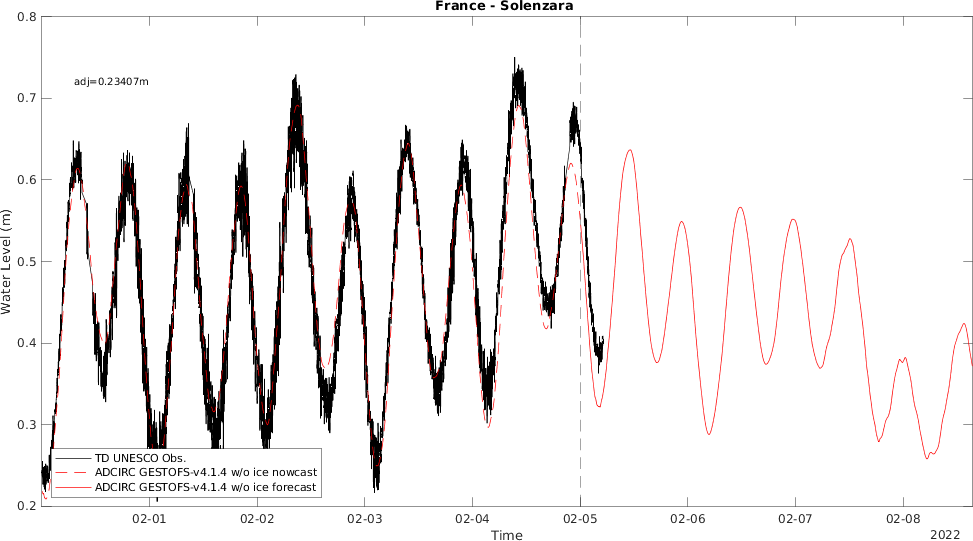 France - Solenzara
0.8
0.7
0.6
0.5
0.4
0.3
0.2
Water Level (m)
adj=0.23407m
TD UNESCO Obs.
ADCIRC GESTOFS-v4.1.4 w/o ice nowcast
ADCIRC GESTOFS-v4.1.4 w/o ice forecast
02-01 02-02 02-03 02-04 02-05 02-06 02-07 02-08
Time
2022